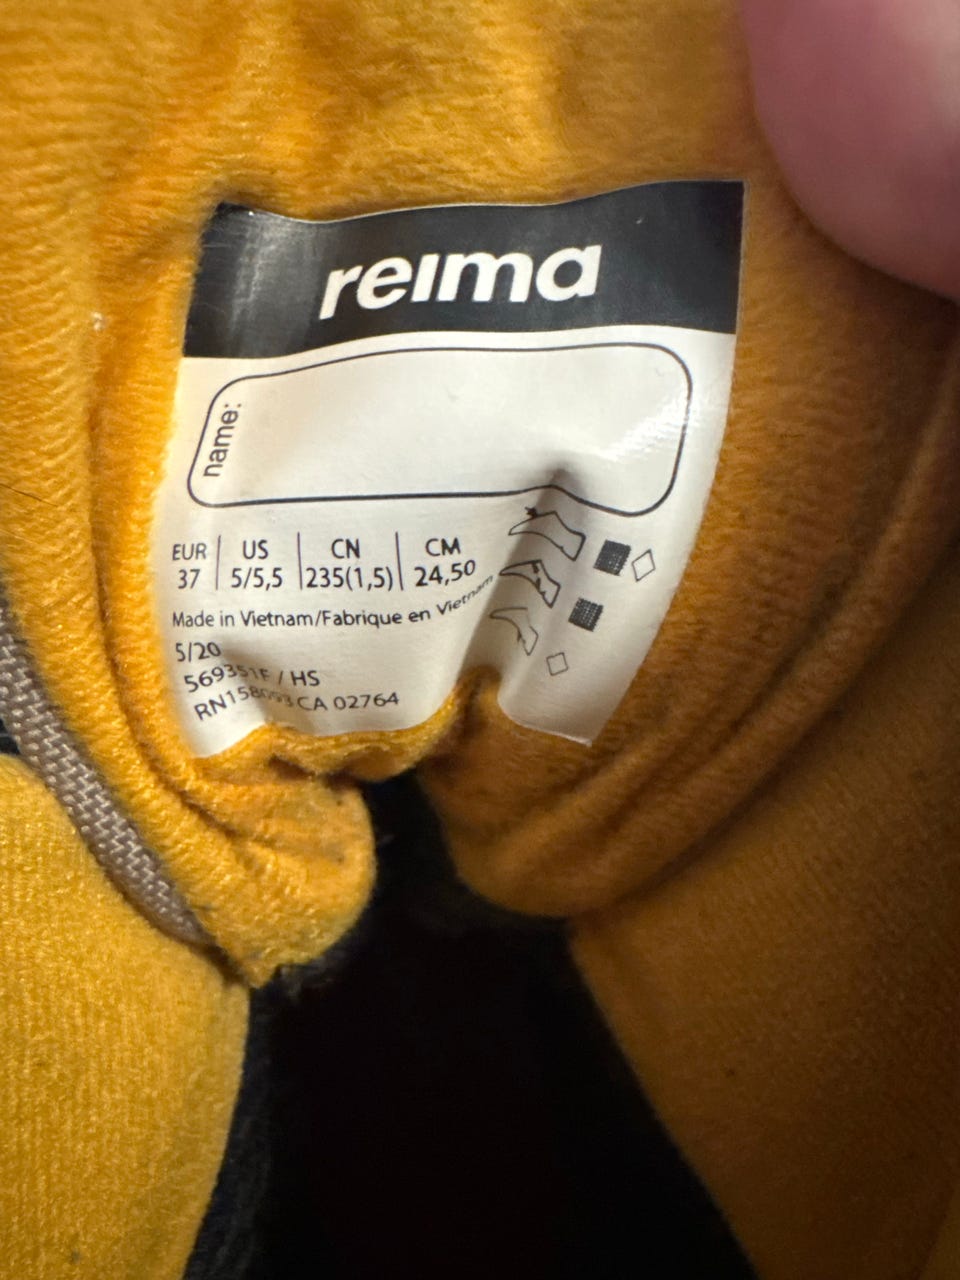 reima
name:
EUR US CN CM
37 5/5,5 235(1,5) 24,50
Made in Vietnam/Fabrique en Vietnam
5/20
569351F / HS
RN158093 CA 02764